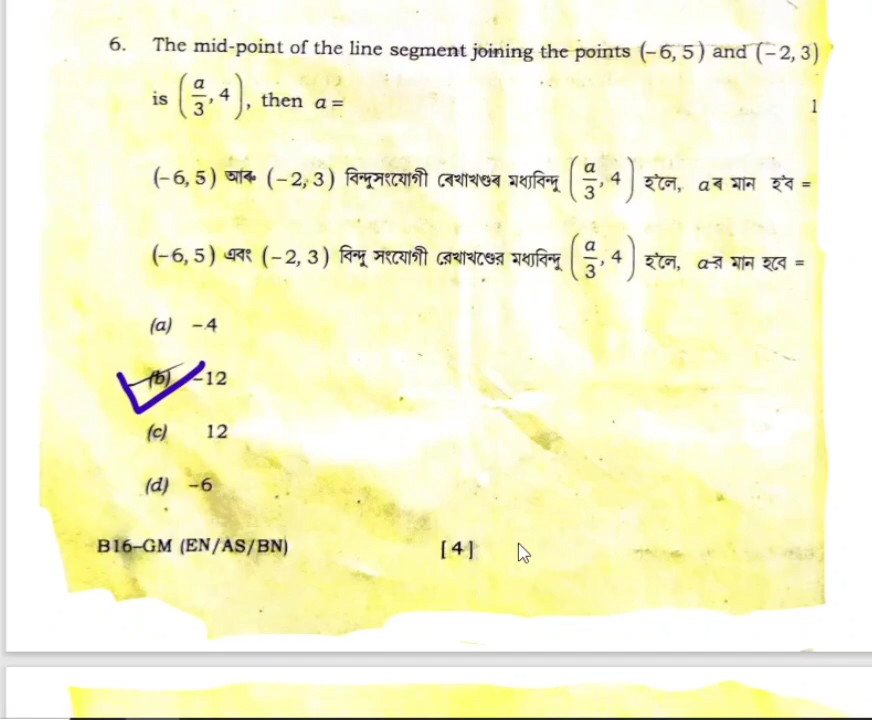 6. The mid-point of the line segment joining the points (−6, 5) and (−2, 3)
is (a/3, 4), then a = 1
(−6, 5) আৰু (−2, 3) বিন্দুসংযোগী ৰেখাখণ্ডৰ মধ্যবিন্দু (a/3, 4) হ'লে, aৰ মান হ'ব =
(−6, 5) এবং (−2, 3) বিন্দু সংযোগী রেখাখণ্ডের মধ্যবিন্দু (a/3, 4) হ'লে, a-র মান হবে =
(a) −4
(b) −12
(c) 12
(d) −6
B16–GM (EN/AS/BN) [ 4 ]